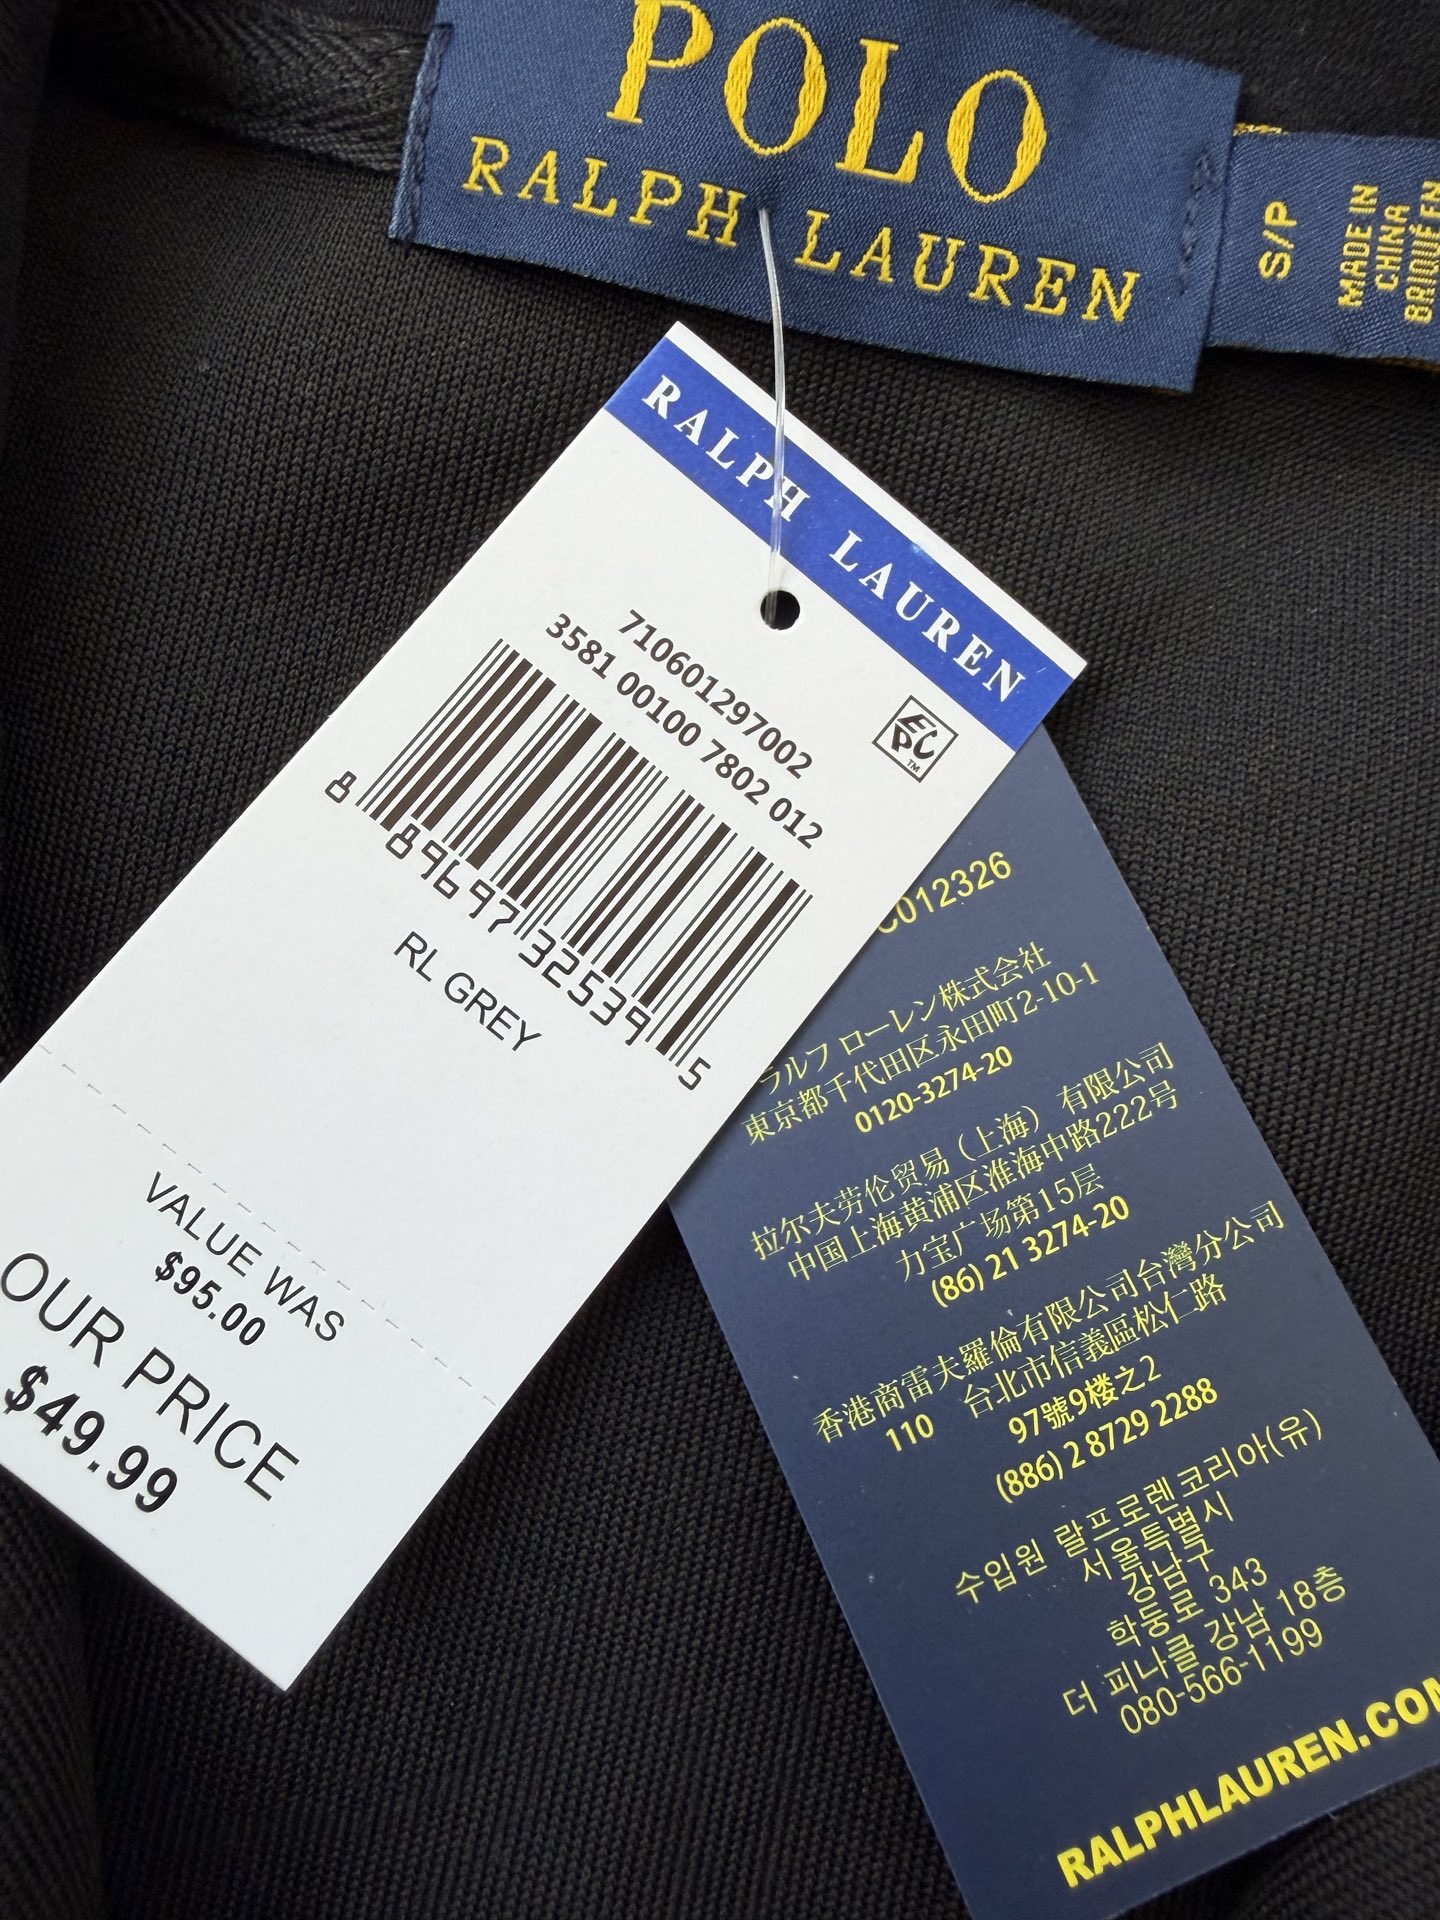 POLO
RALPH LAUREN
S/P
MADE IN
CHINA
RALPH LAUREN
710601297002
3581 00100 7802 012
EPC
TM
8 89697 32539 5
RL GREY
VALUE WAS
$95.00
OUR PRICE
$49.99
C012326
ラルフ ローレン株式会社
東京都千代田区永田町2-10-1
0120-3274-20
拉尔夫劳伦贸易（上海） 有限公司
中国上海黄浦区淮海中路222号
力宝广场第15层
(86) 21 3274-20
香港商雷夫羅倫有限公司台灣分公司
110 台北市信義區松仁路
97號9楼之2
(886) 2 8729 2288
수입원 랄프로렌코리아(유)
서울특별시
강남구
학동로 343
더 피나클 강남 18층
080-566-1199
RALPHLAUREN.COM